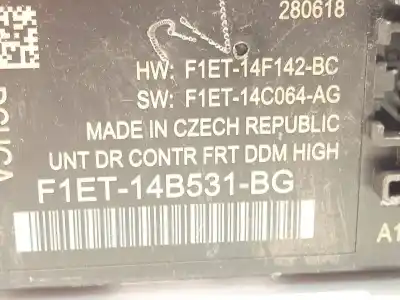 280618
HW: F1ET-14F142-BC
SW: F1ET-14C064-AG
MADE IN CZECH REPUBLIC
UNT DR CONTR FRT DDM HIGH
F1ET-14B531-BG
A1